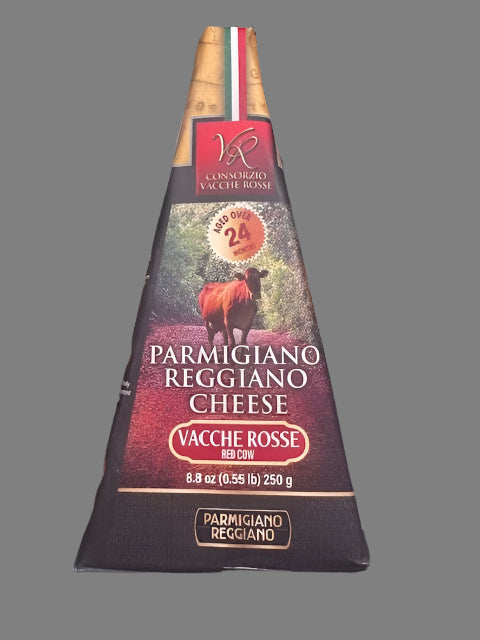 VR
CONSORZIO
VACCHE ROSSE
AGED OVER
24
MONTHS
PARMIGIANO
REGGIANO
CHEESE
VACCHE ROSSE
RED COW
8.8 oz (0.55 lb) 250 g
PARMIGIANO
REGGIANO